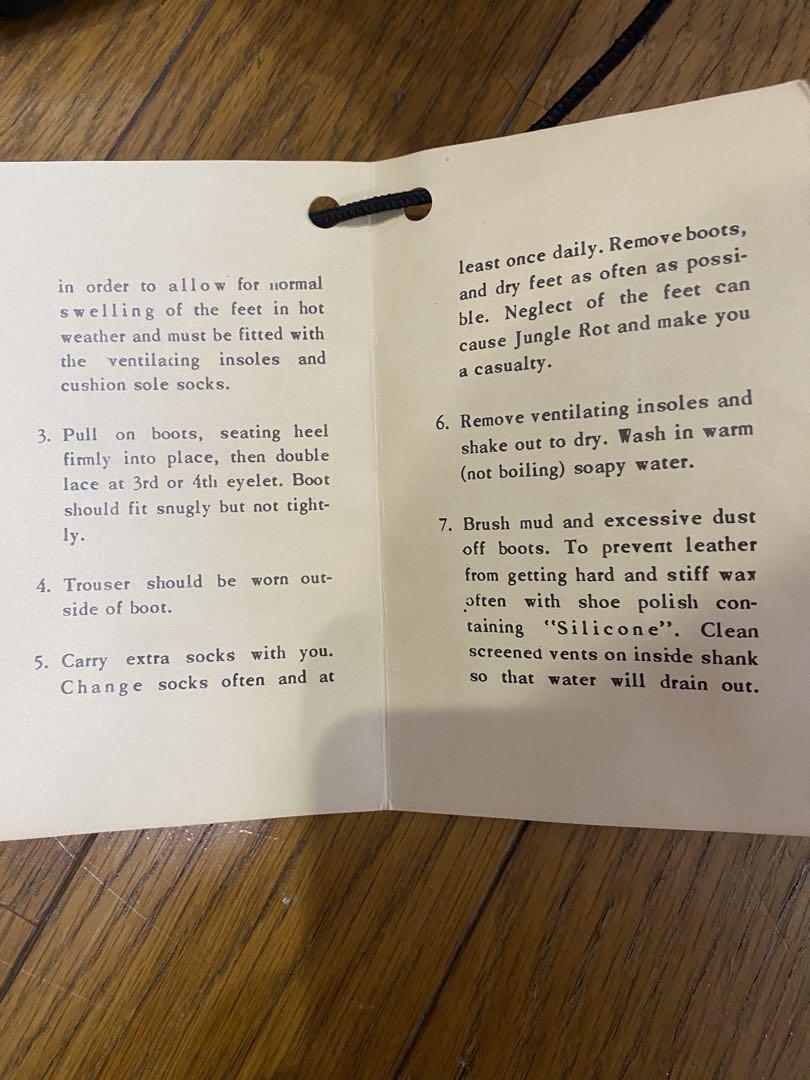 in order to allow for normal
swelling of the feet in hot
weather and must be fitted with
the ventilating insoles and
cushion sole socks.
3. Pull on boots, seating heel
firmly into place, then double
lace at 3rd or 4th eyelet. Boot
should fit snugly but not tight-
ly.
4. Trouser should be worn out-
side of boot.
5. Carry extra socks with you.
Change socks often and at
least once daily. Remove boots,
and dry feet as often as possi-
ble. Neglect of the feet can
cause Jungle Rot and make you
a casualty.
6. Remove ventilating insoles and
shake out to dry. Wash in warm
(not boiling) soapy water.
7. Brush mud and excessive dust
off boots. To prevent leather
from getting hard and stiff wax
often with shoe polish con-
taining "Silicone". Clean
screened vents on inside shank
so that water will drain out.